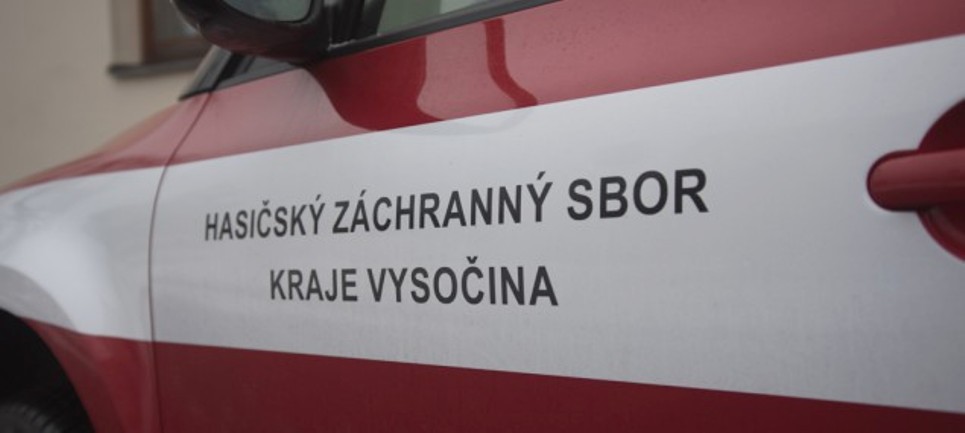 HASIČSKÝ ZÁCHRANNÝ SBOR
KRAJE VYSOČINA